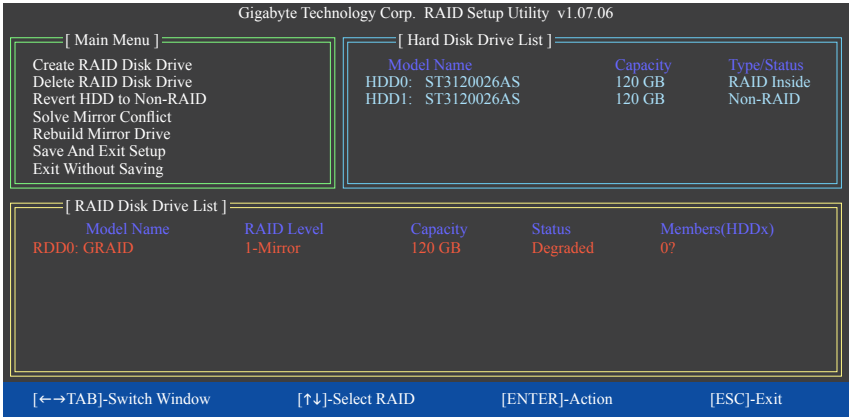 Gigabyte Technology Corp. RAID Setup Utility v1.07.06
[ Main Menu ]
Create RAID Disk Drive
Delete RAID Disk Drive
Revert HDD to Non-RAID
Solve Mirror Conflict
Rebuild Mirror Drive
Save And Exit Setup
Exit Without Saving
[ Hard Disk Drive List ]
Model Name Capacity Type/Status
HDD0: ST3120026AS 120 GB RAID Inside
HDD1: ST3120026AS 120 GB Non-RAID
[ RAID Disk Drive List ]
Model Name RAID Level Capacity Status Members(HDDx)
RDD0: GRAID 1-Mirror 120 GB Degraded 0?
[←→TAB]-Switch Window [↑↓]-Select RAID [ENTER]-Action [ESC]-Exit